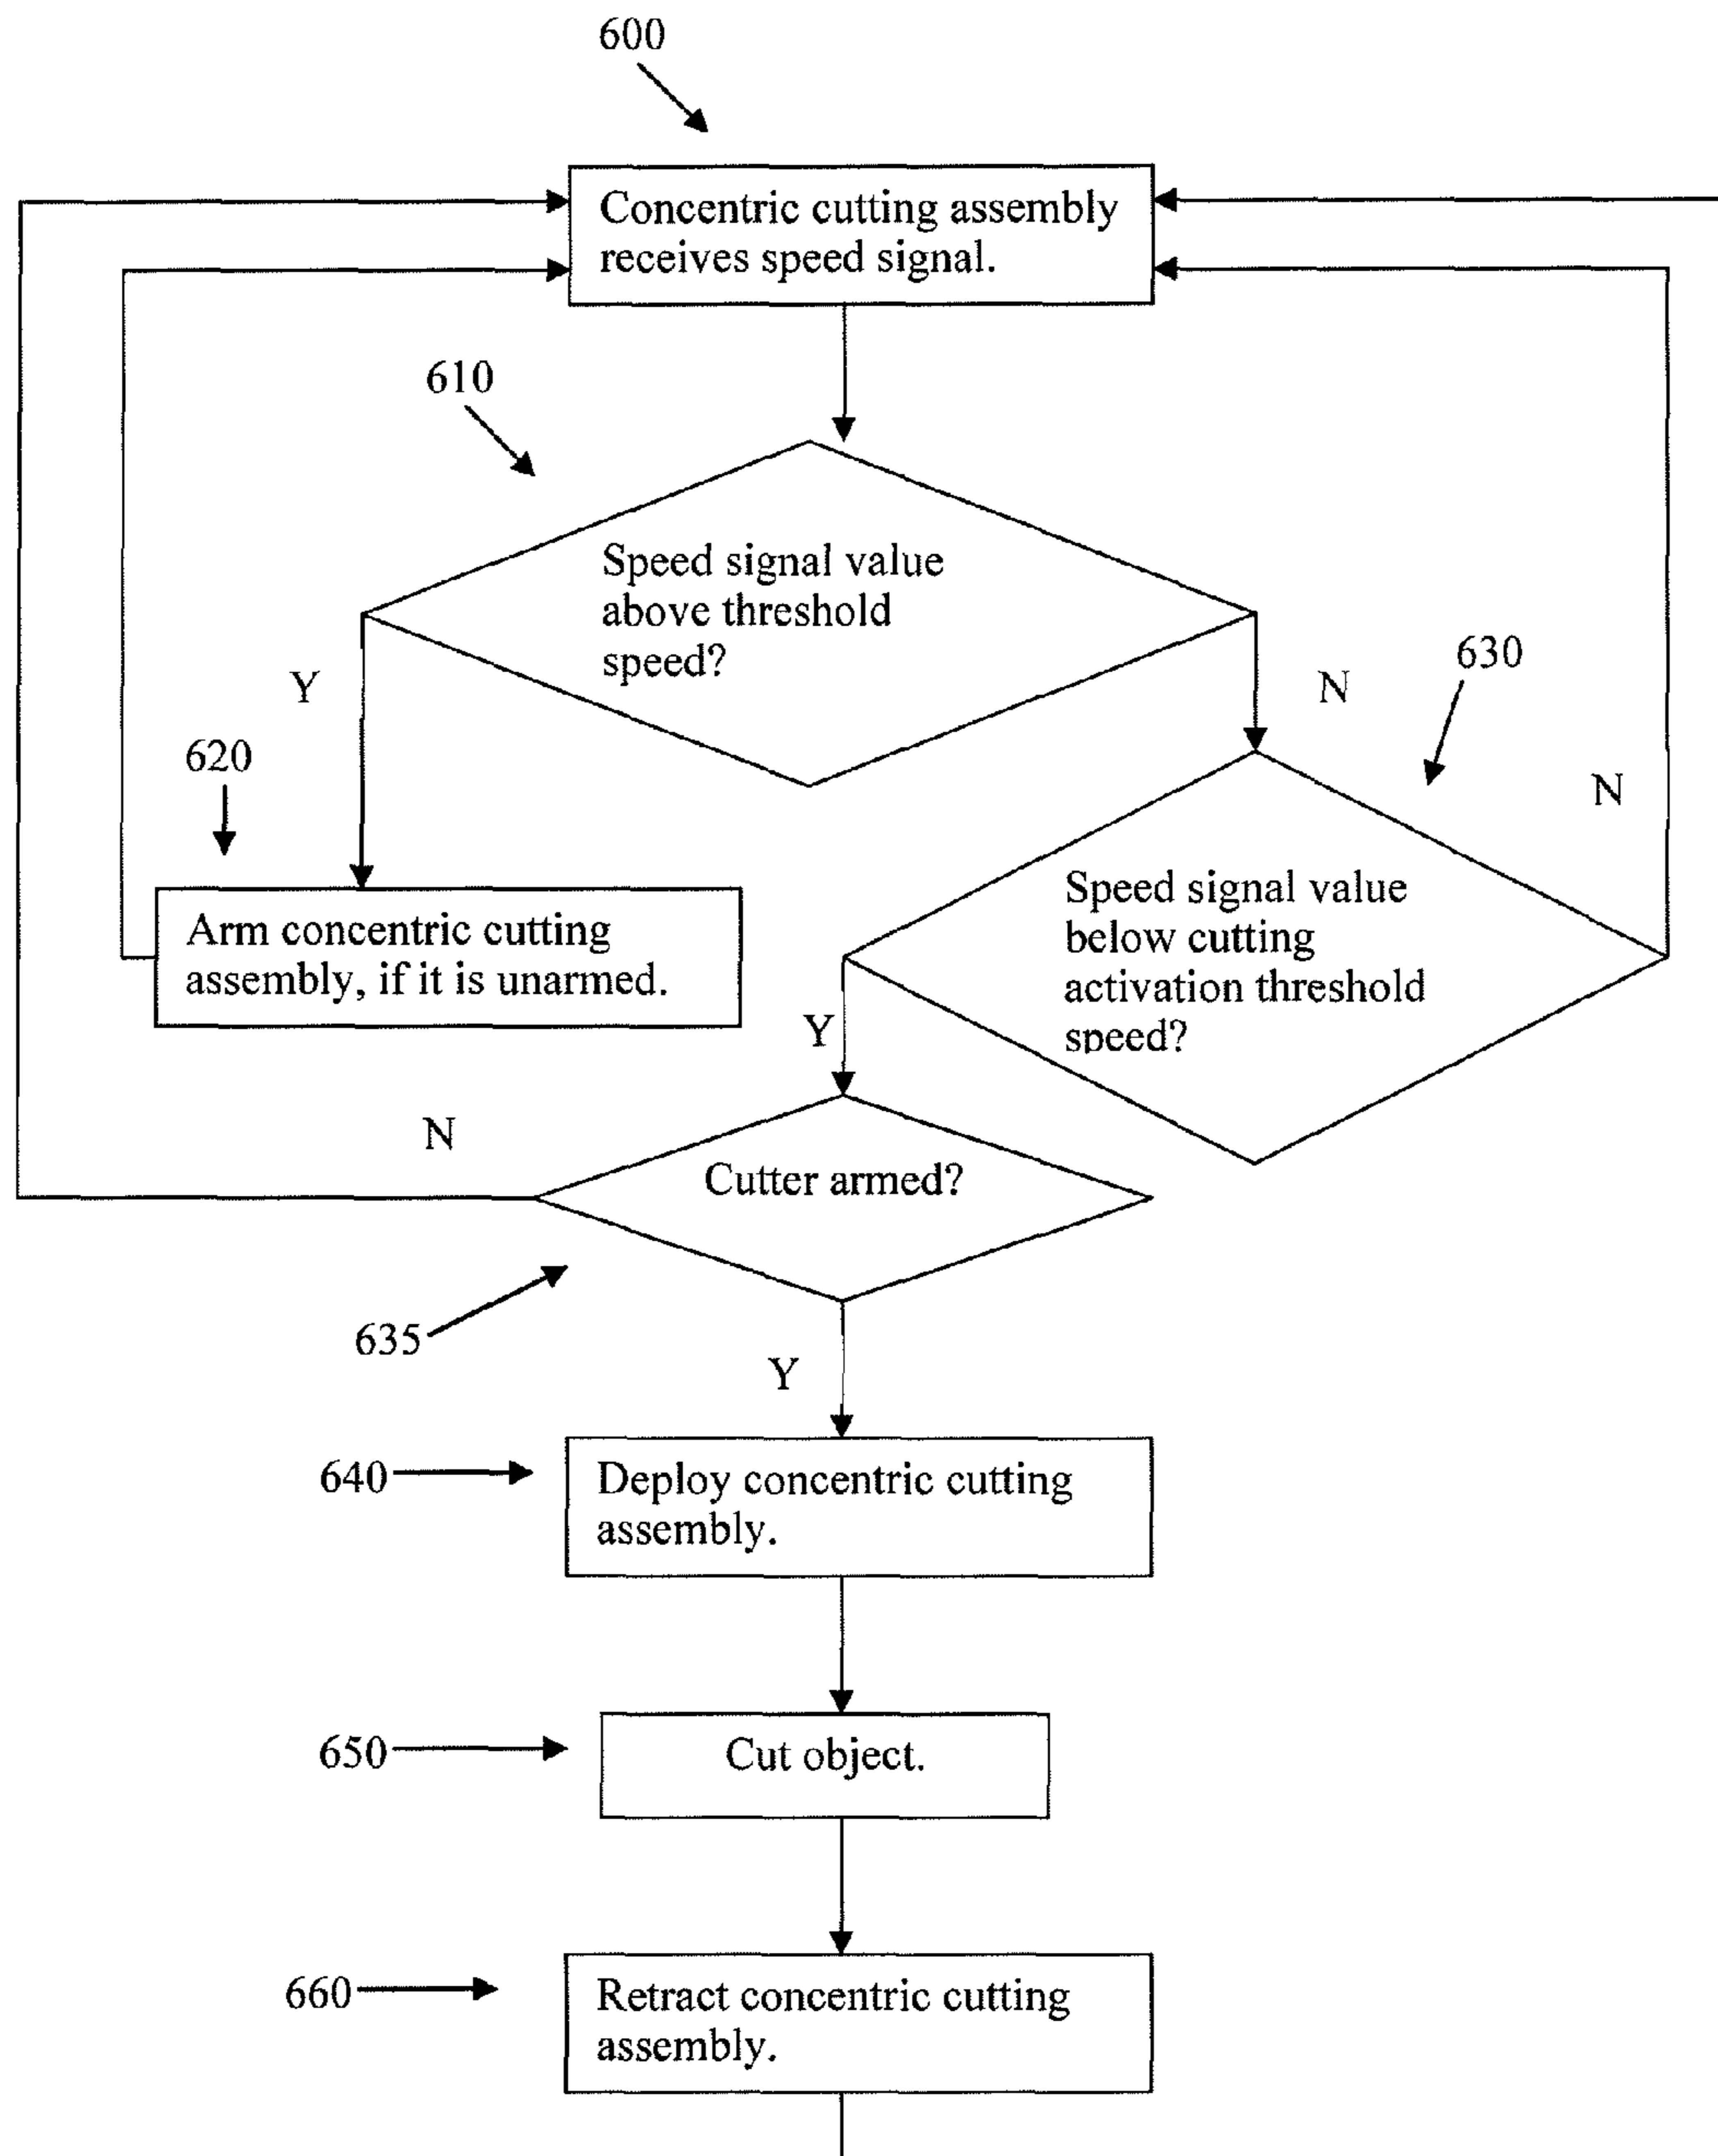 600
Concentric cutting assembly
receives speed signal.
610
Speed signal value
above threshold
speed?
Y
N
630
N
620
Arm concentric cutting
assembly, if it is unarmed.
Speed signal value
below cutting
activation threshold
speed?
Y
N
Cutter armed?
635
Y
640
Deploy concentric cutting
assembly.
650
Cut object.
660
Retract concentric cutting
assembly.